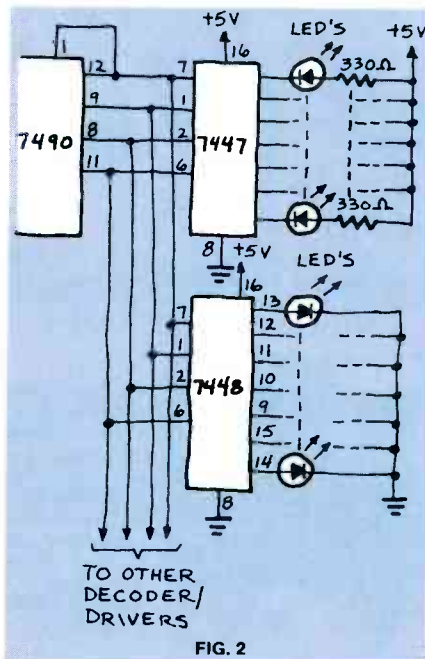 +5V
LED'S
+5V
1
16
12
7
330Ω
9
1
8
2
7490
7447
11
6
330Ω
8
+5V
LED'S
16
13
7
12
1
11
2
7448
10
6
9
15
14
8
TO OTHER
DECODER/
DRIVERS
FIG. 2